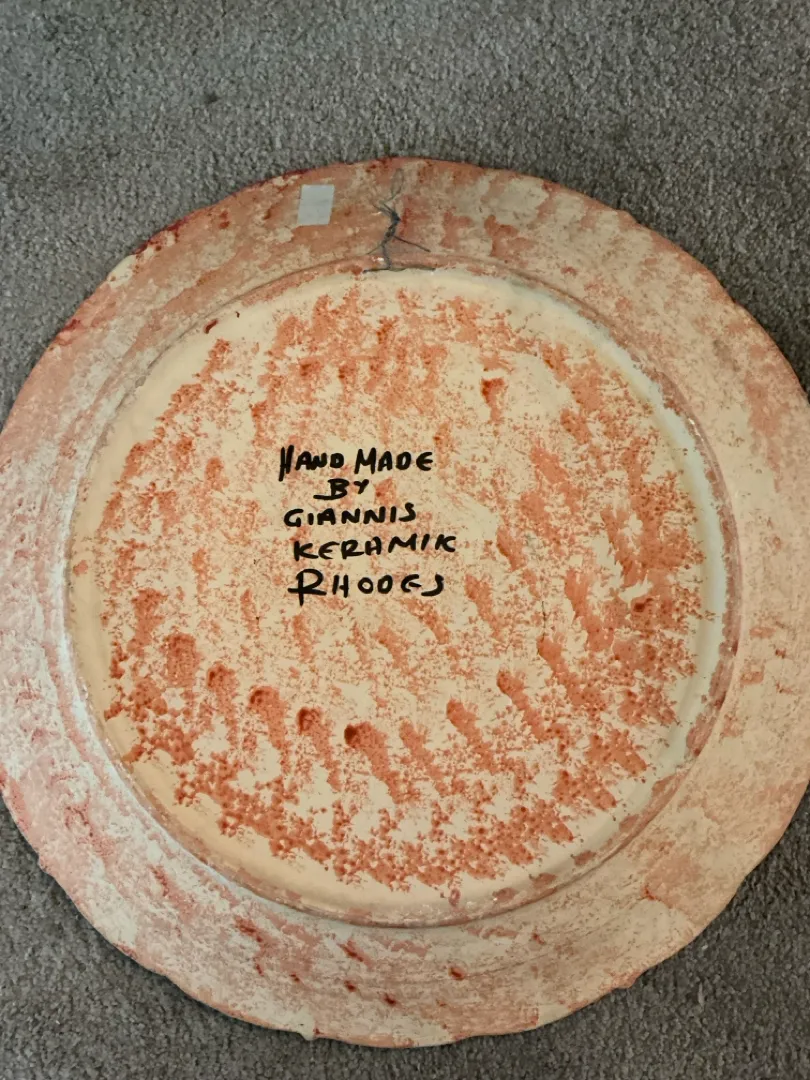 HAND MADE
BY
GIANNIS
KERAMIK
RHODES